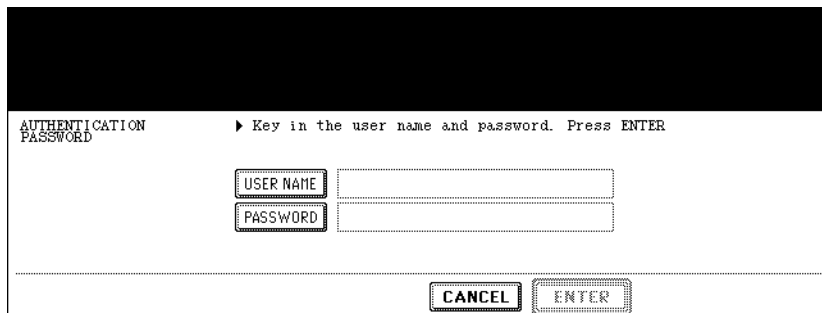 AUTHENTICATION
PASSWORD
Key in the user name and password. Press ENTER
USER NAME
PASSWORD
CANCEL
ENTER